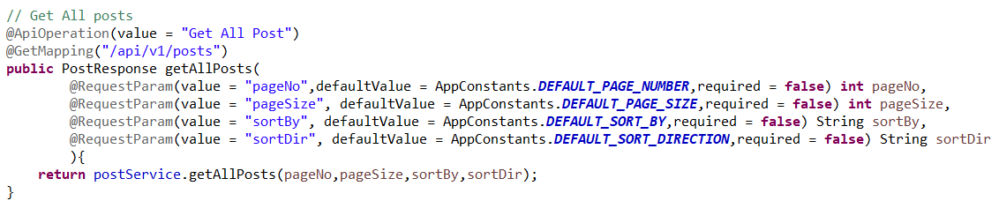 // Get All posts
@ApiOperation(value = "Get All Post")
@GetMapping("/api/v1/posts")
public PostResponse getAllPosts(
@RequestParam(value = "pageNo",defaultValue = AppConstants.DEFAULT_PAGE_NUMBER,required = false) int pageNo,
@RequestParam(value = "pageSize", defaultValue = AppConstants.DEFAULT_PAGE_SIZE,required = false) int pageSize,
@RequestParam(value = "sortBy", defaultValue = AppConstants.DEFAULT_SORT_BY,required = false) String sortBy,
@RequestParam(value = "sortDir", defaultValue = AppConstants.DEFAULT_SORT_DIRECTION,required = false) String sortDir
){
return postService.getAllPosts(pageNo,pageSize,sortBy,sortDir);
}